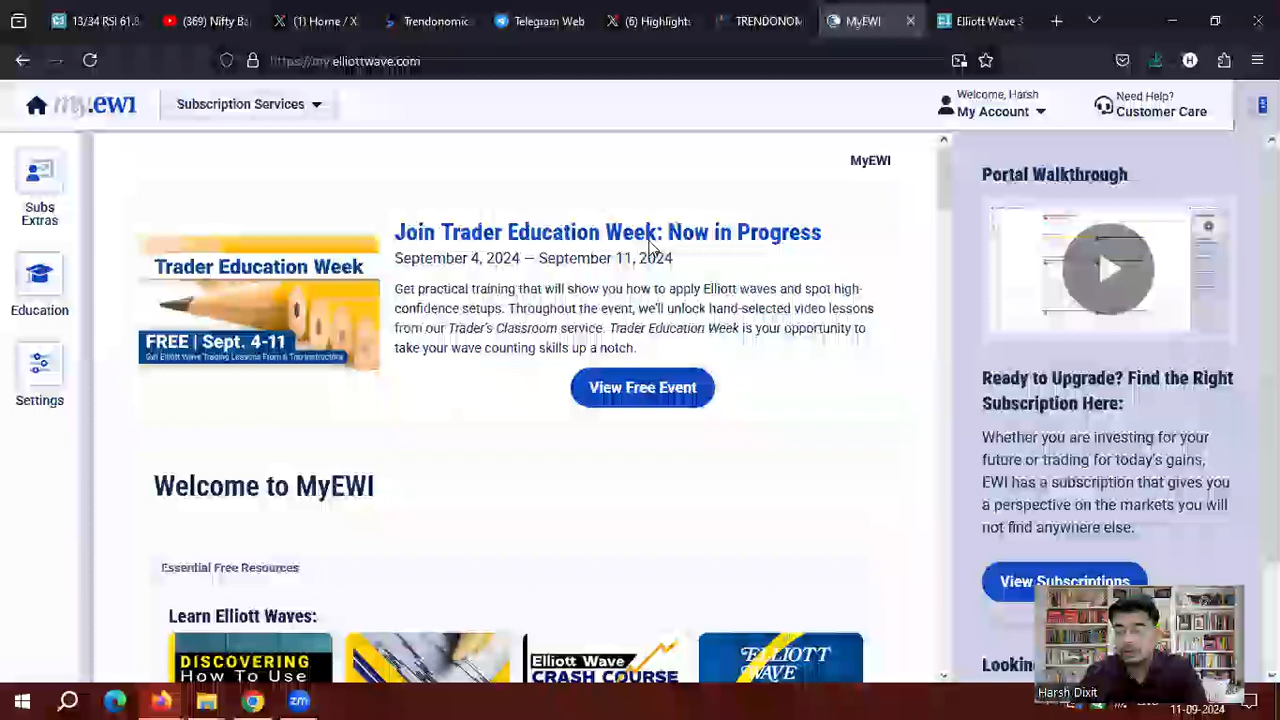 13/34 RSI 61.8
(369) Nifty Ba
(1) Home / X
Trendonomic
Telegram Web
(6) Highlights
TRENDONOM
MyEWI
Elliott Wave
https://my.elliottwave.com
my.ewi
Subscription Services
Welcome, Harsh
My Account
Need Help?
Customer Care
Subs
Extras
Education
Settings
MyEWI
Trader Education Week
FREE | Sept. 4-11
Join Trader Education Week: Now in Progress
September 4, 2024 — September 11, 2024
Get practical training that will show you how to apply Elliott waves and spot high-
confidence setups. Throughout the event, we'll unlock hand-selected video lessons
from our Trader's Classroom service. Trader Education Week is your opportunity to
take your wave counting skills up a notch.
View Free Event
Welcome to MyEWI
Essential Free Resources
Learn Elliott Waves:
DISCOVERING
How To Use
Elliott Wave
CRASH COURSE
ELLIOTT
WAVE
Portal Walkthrough
Ready to Upgrade? Find the Right
Subscription Here:
Whether you are investing for your
future or trading for today's gains,
EWI has a subscription that gives you
a perspective on the markets you will
not find anywhere else.
View Subscriptions
Harsh Dixit
zm
11-09-2024